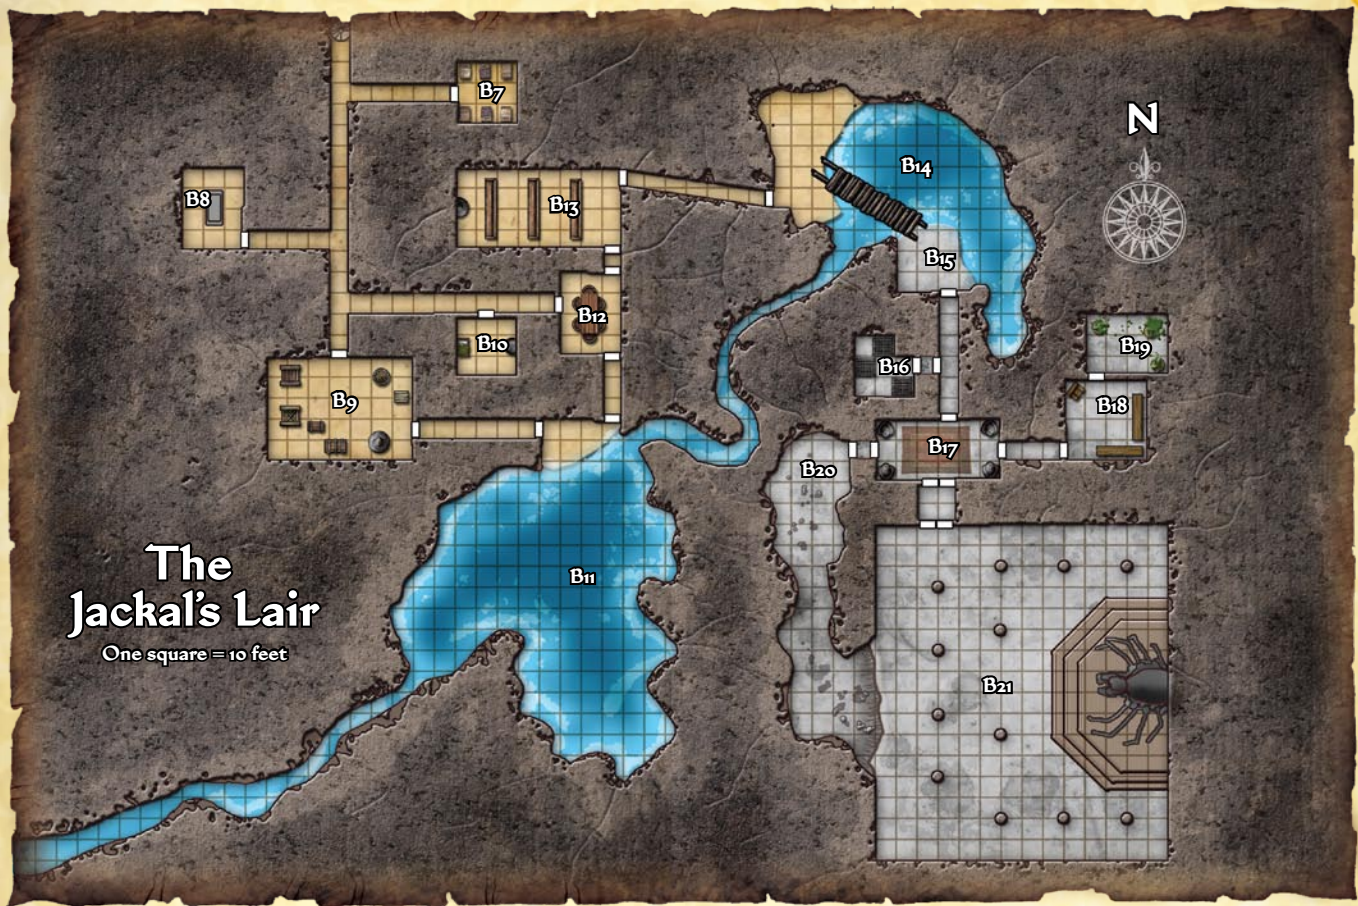 B7
N
B8
B13
B14
B15
B12
B10
B19
B16
B9
B18
B17
B20
The
Jackal's Lair
One square = 10 feet
B11
B21